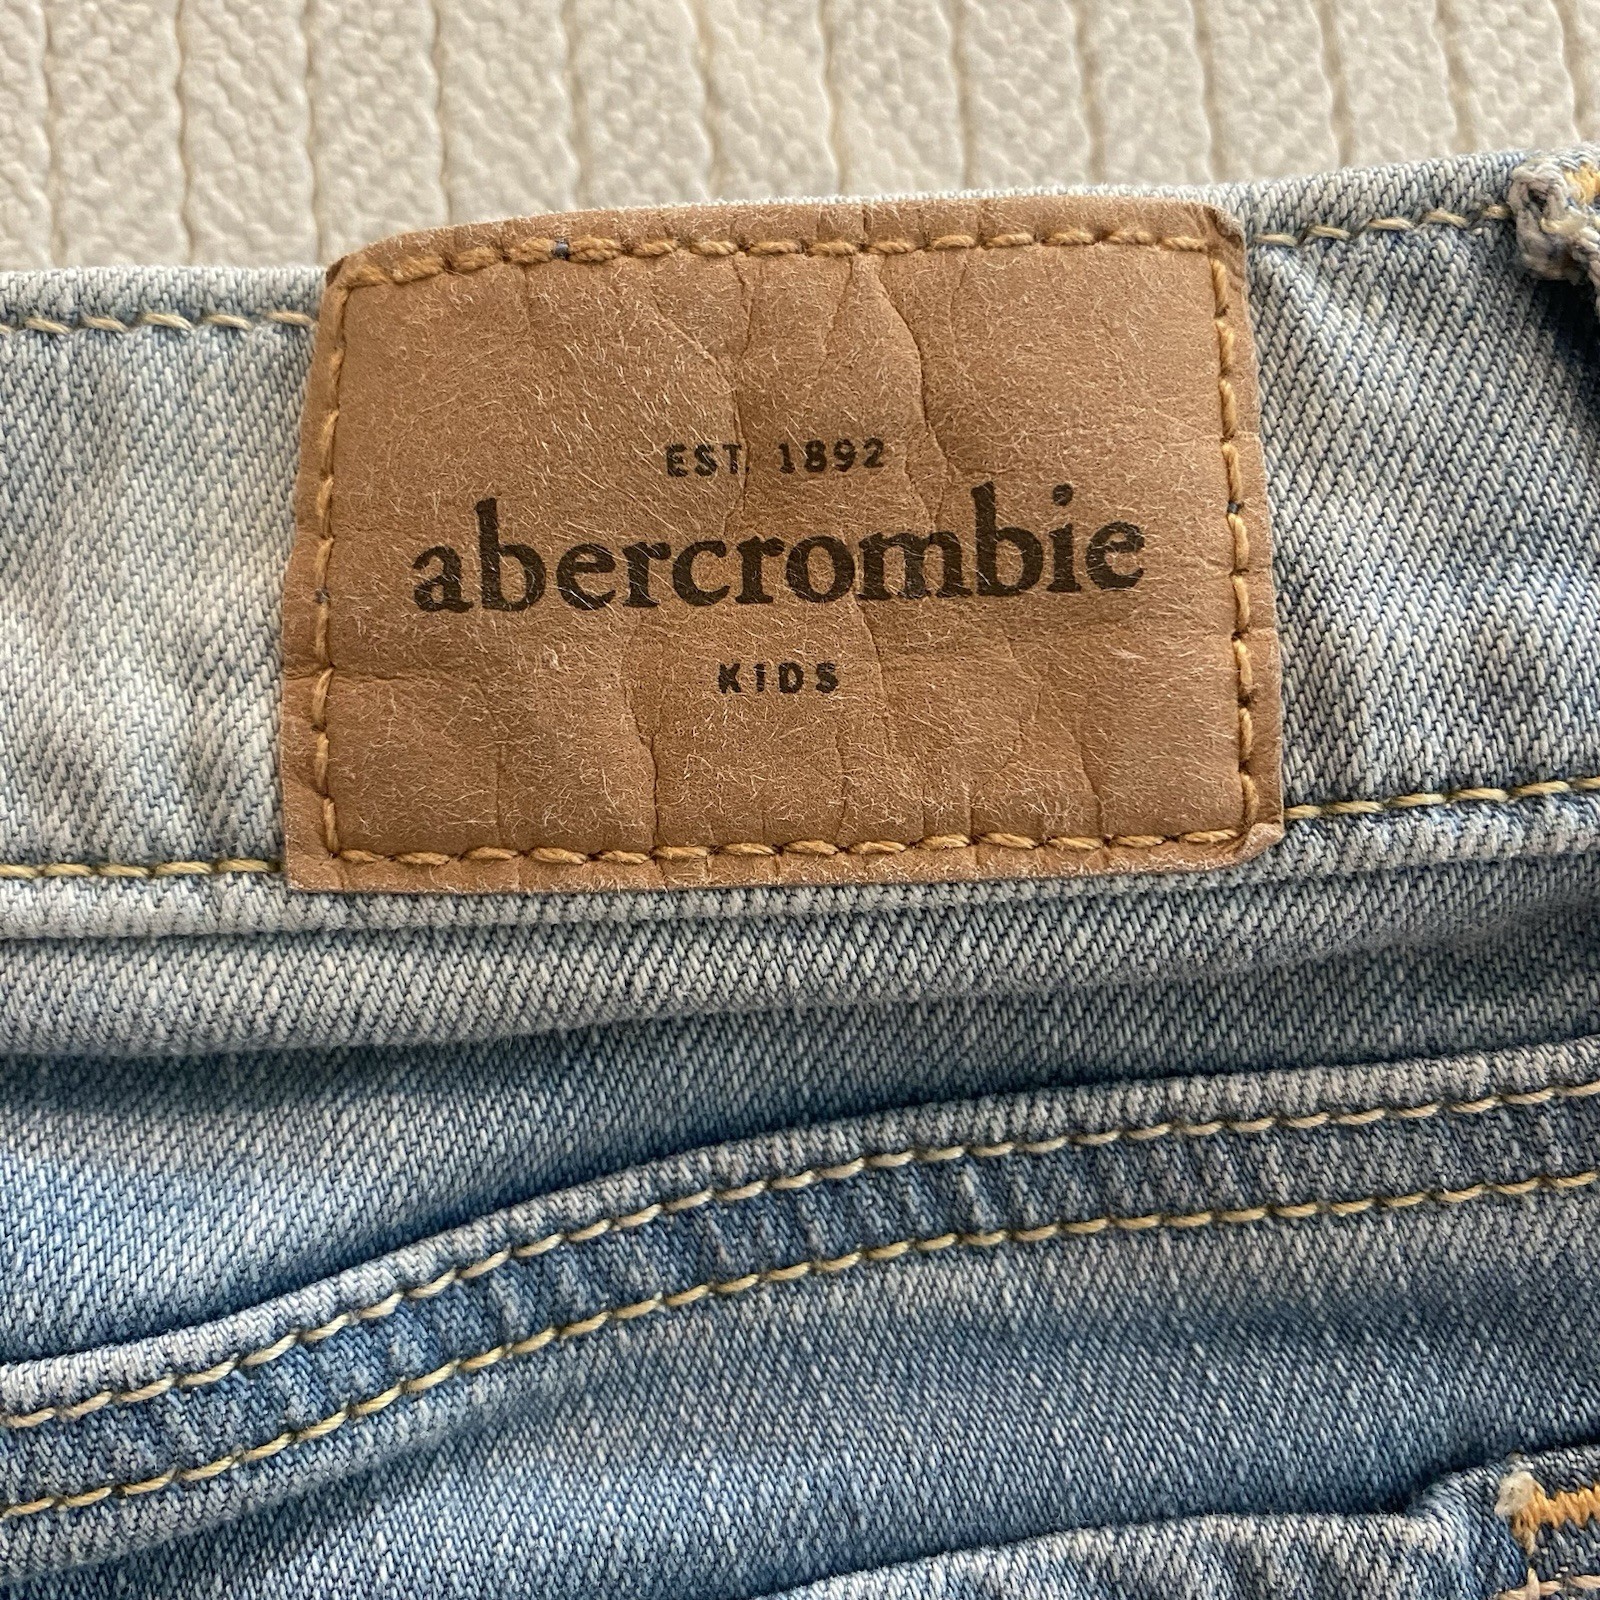 EST. 1892
abercrombie
KIDS